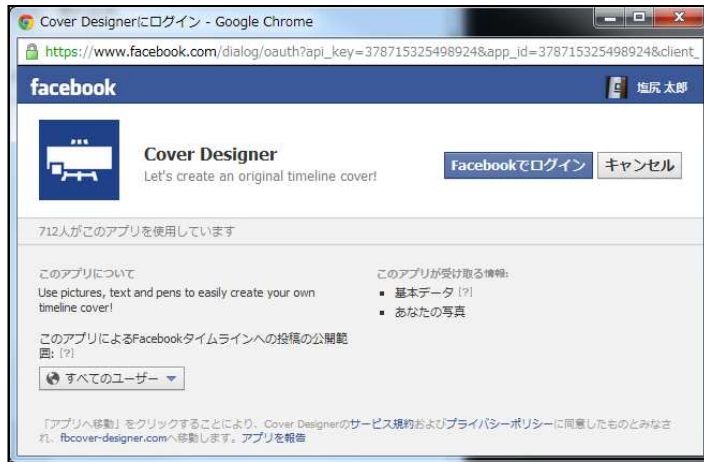 Cover Designerにログイン - Google Chrome
https://www.facebook.com/dialog/oauth?api_key=378715325498924&app_id=378715325498924&client_
facebook
塩尻 太郎
Cover Designer
Let's create an original timeline cover!
Facebookでログイン
キャンセル
712人がこのアプリを使用しています
このアプリについて
Use pictures, text and pens to easily create your own
timeline cover!
このアプリによるFacebookタイムラインへの投稿の公開範
囲: [?]
すべてのユーザー
このアプリが受け取る情報:
基本データ [?]
あなたの写真
「アプリへ移動」をクリックすることにより、Cover Designerのサービス規約およびプライバシーポリシーに同意したものとみなさ
れ、fbcover-designer.comへ移動します。アプリを報告